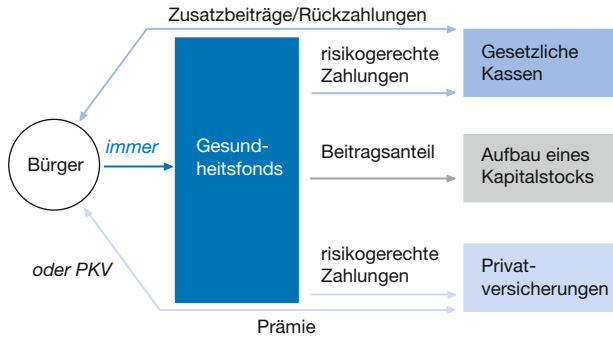 Zusatzbeiträge/Rückzahlungen
risikogerechte
Zahlungen
Gesetzliche
Kassen
immer
Bürger
Gesund-
heitsfonds
Beitragsanteil
Aufbau eines
Kapitalstocks
oder PKV
risikogerechte
Zahlungen
Privat-
versicherungen
Prämie